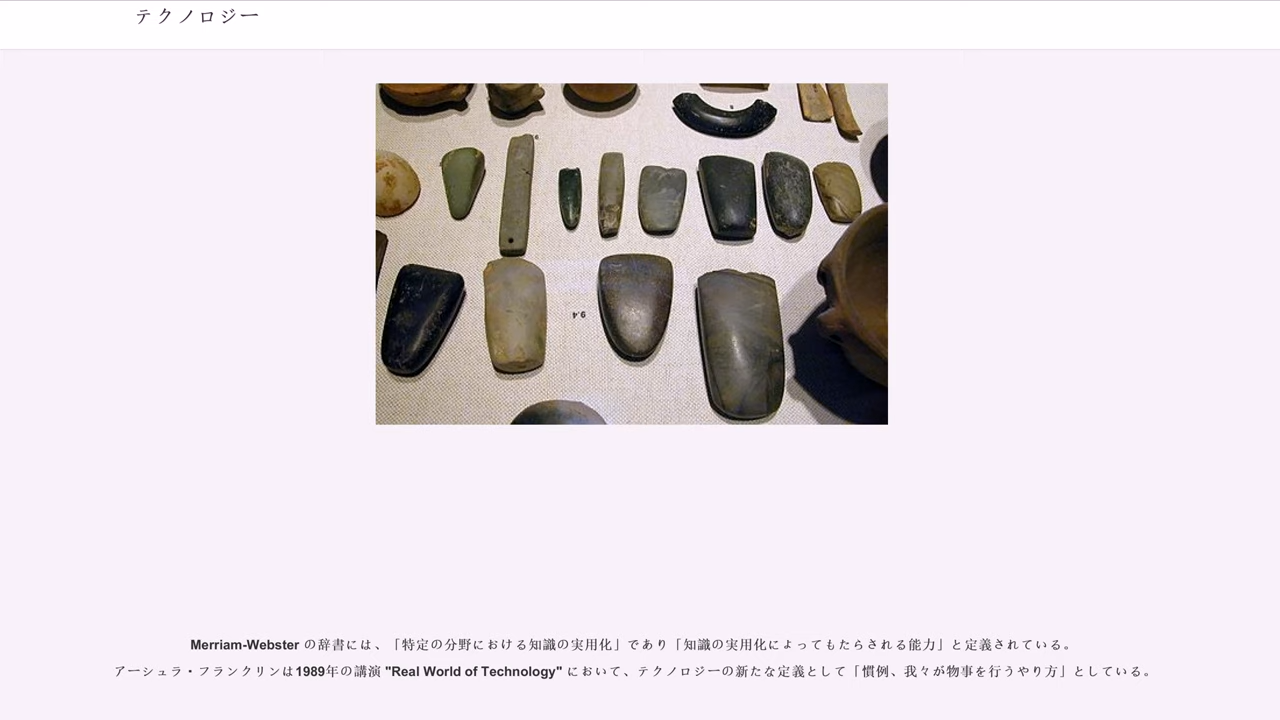 テクノロジー
9.4
Merriam-Webster の辞書には、「特定の分野における知識の実用化」であり「知識の実用化によってもたらされる能力」と定義されている。
アーシュラ・フランクリンは1989年の講演 "Real World of Technology" において、テクノロジーの新たな定義として「慣例、我々が物事を行うやり方」としている。